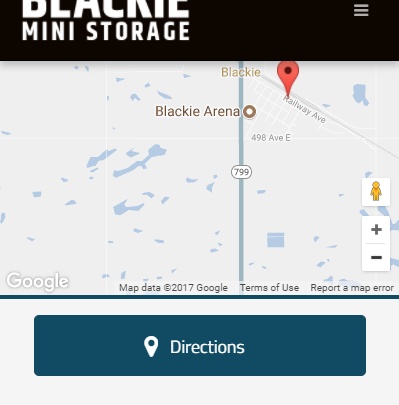 BLACKIE
MINI STORAGE
Blackie
Railway Ave
Blackie Arena
498 Ave E
799
Google
Map data ©2017 Google
Terms of Use
Report a map error
Directions